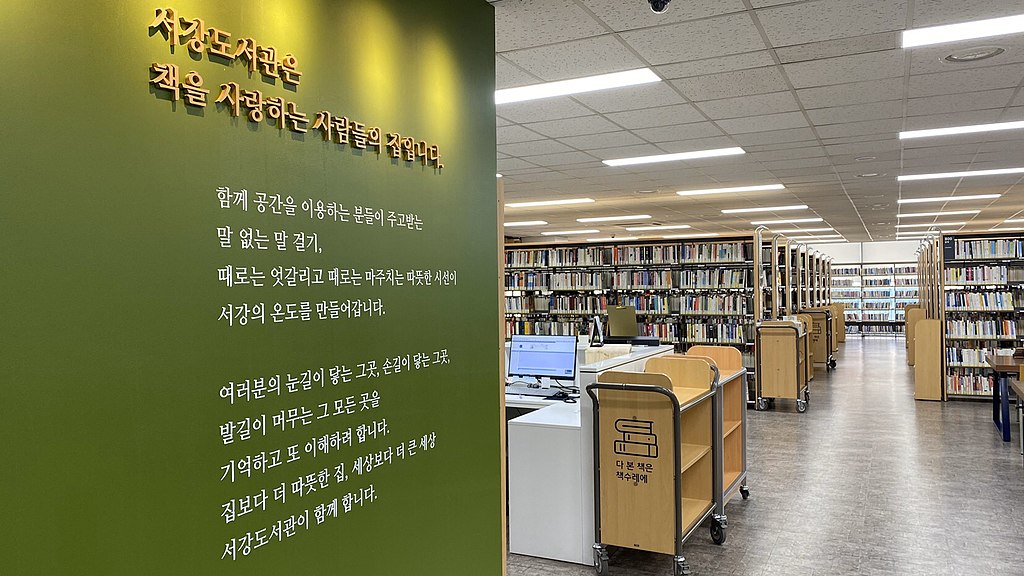 서강도서관은
책을 사랑하는 사람들의 집입니다.
함께 공간을 이용하는 분들이 주고받는
말 없는 말 걸기,
때로는 엇갈리고 때로는 마주치는 따뜻한 시선이
서강의 온도를 만들어갑니다.
여러분의 눈길이 닿는 그곳, 손길이 닿는 그곳,
발길이 머무는 그 모든 곳을
기억하고 또 이해하려 합니다.
집보다 더 따뜻한 집, 세상보다 더 큰 세상
서강도서관이 함께 합니다.
다 본 책은
책수레에